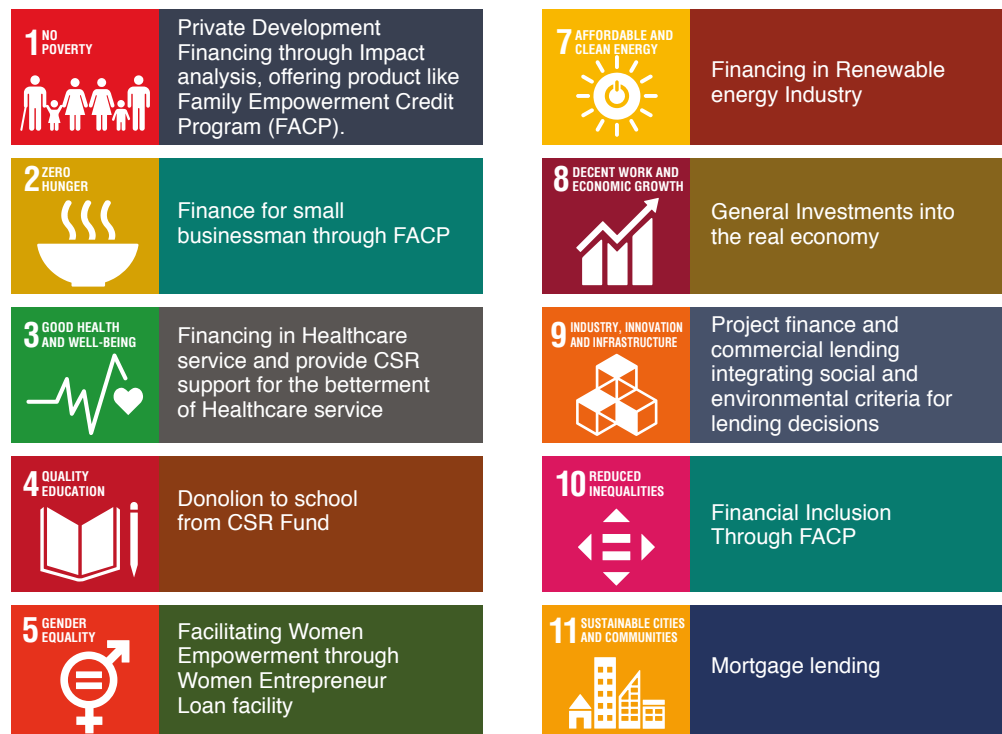 1 NO
POVERTY
Private Development
Financing through Impact
analysis, offering product like
Family Empowerment Credit
Program (FACP).
2 ZERO
HUNGER
Finance for small
businessman through FACP
3 GOOD HEALTH
AND WELL-BEING
Financing in Healthcare
service and provide CSR
support for the betterment
of Healthcare service
4 QUALITY
EDUCATION
Donolion to school
from CSR Fund
5 GENDER
EQUALITY
Facilitating Women
Empowerment through
Women Entrepreneur
Loan facility
7 AFFORDABLE AND
CLEAN ENERGY
Financing in Renewable
energy Industry
8 DECENT WORK AND
ECONOMIC GROWTH
General Investments into
the real economy
9 INDUSTRY, INNOVATION
AND INFRASTRUCTURE
Project finance and
commercial lending
integrating social and
environmental criteria for
lending decisions
10 REDUCED
INEQUALITIES
Financial Inclusion
Through FACP
11 SUSTAINABLE CITIES
AND COMMUNITIES
Mortgage lending